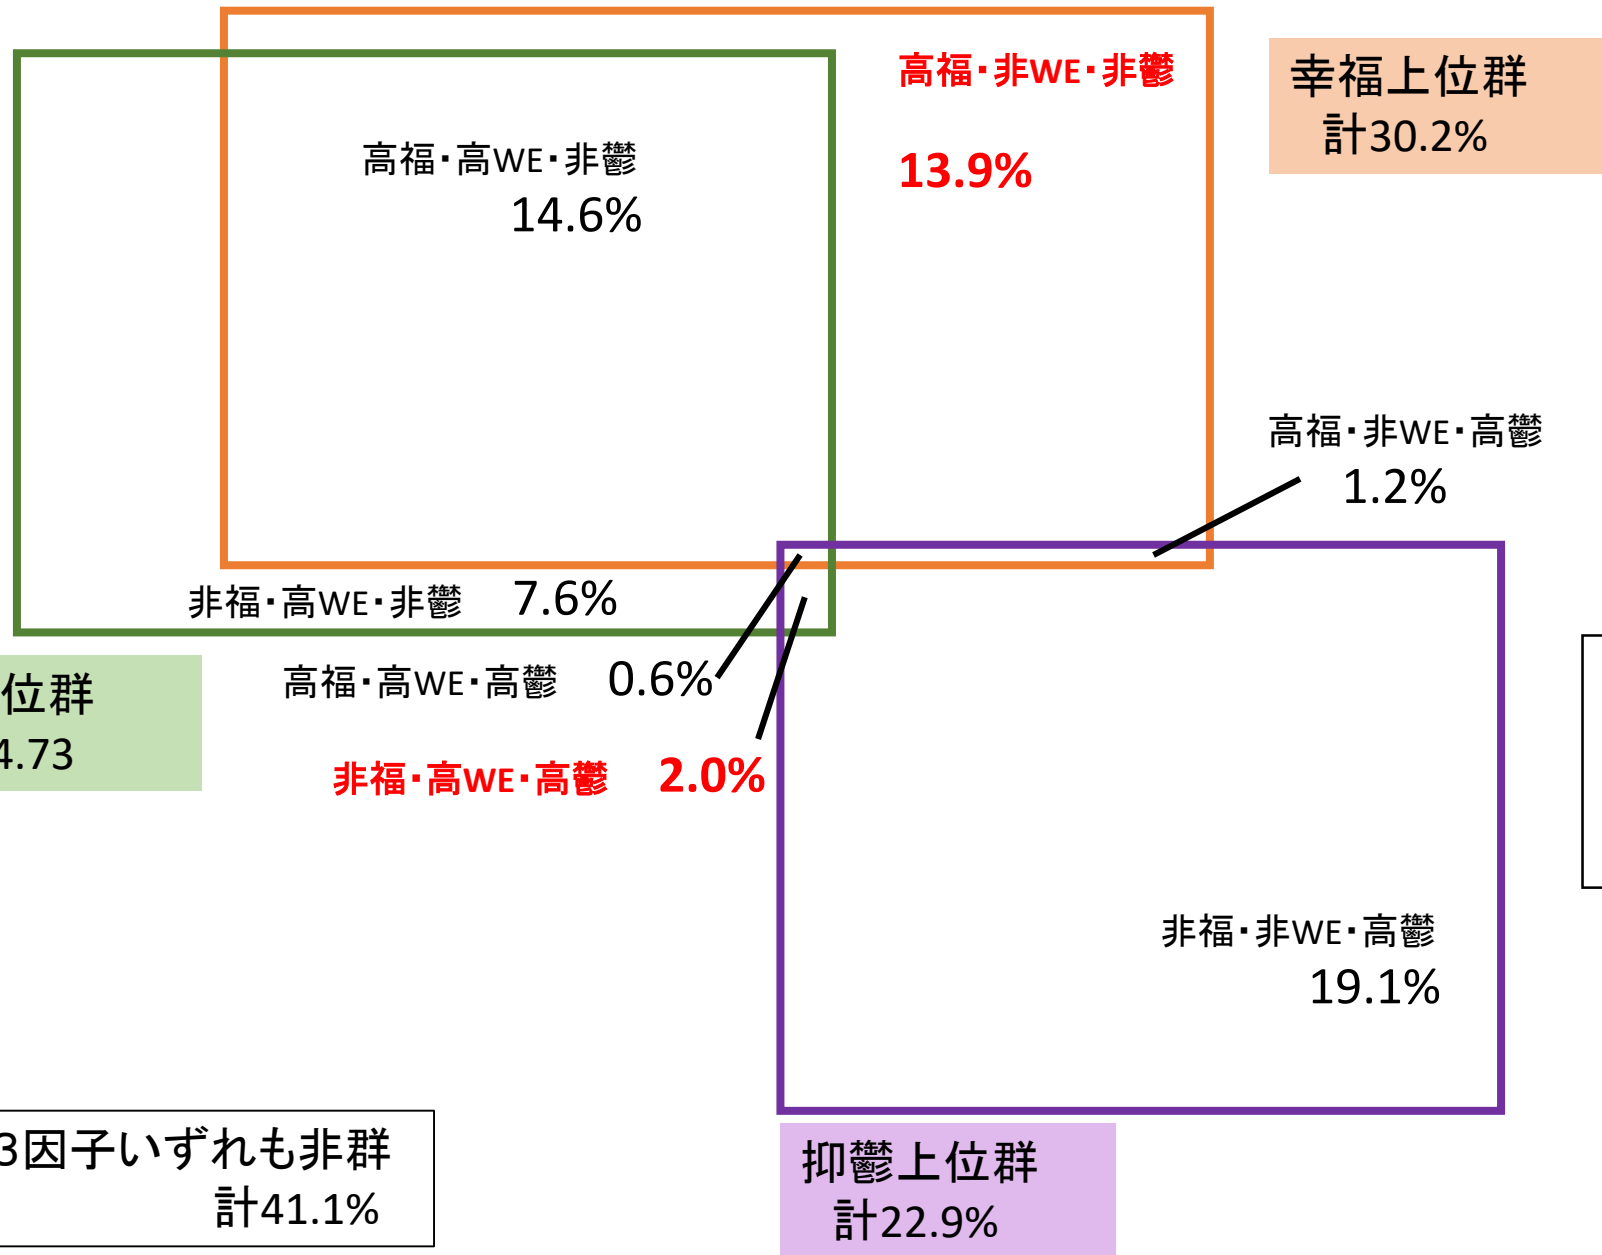 高福・非WE・非鬱
13.9%
幸福上位群
計30.2%
高福・高WE・非鬱
14.6%
高福・非WE・高鬱
1.2%
非福・高WE・非鬱 7.6%
高福・高WE・高鬱 0.6%
位群
4.73
非福・高WE・高鬱 2.0%
非福・非WE・高鬱
19.1%
3因子いずれも非群
計41.1%
抑鬱上位群
計22.9%